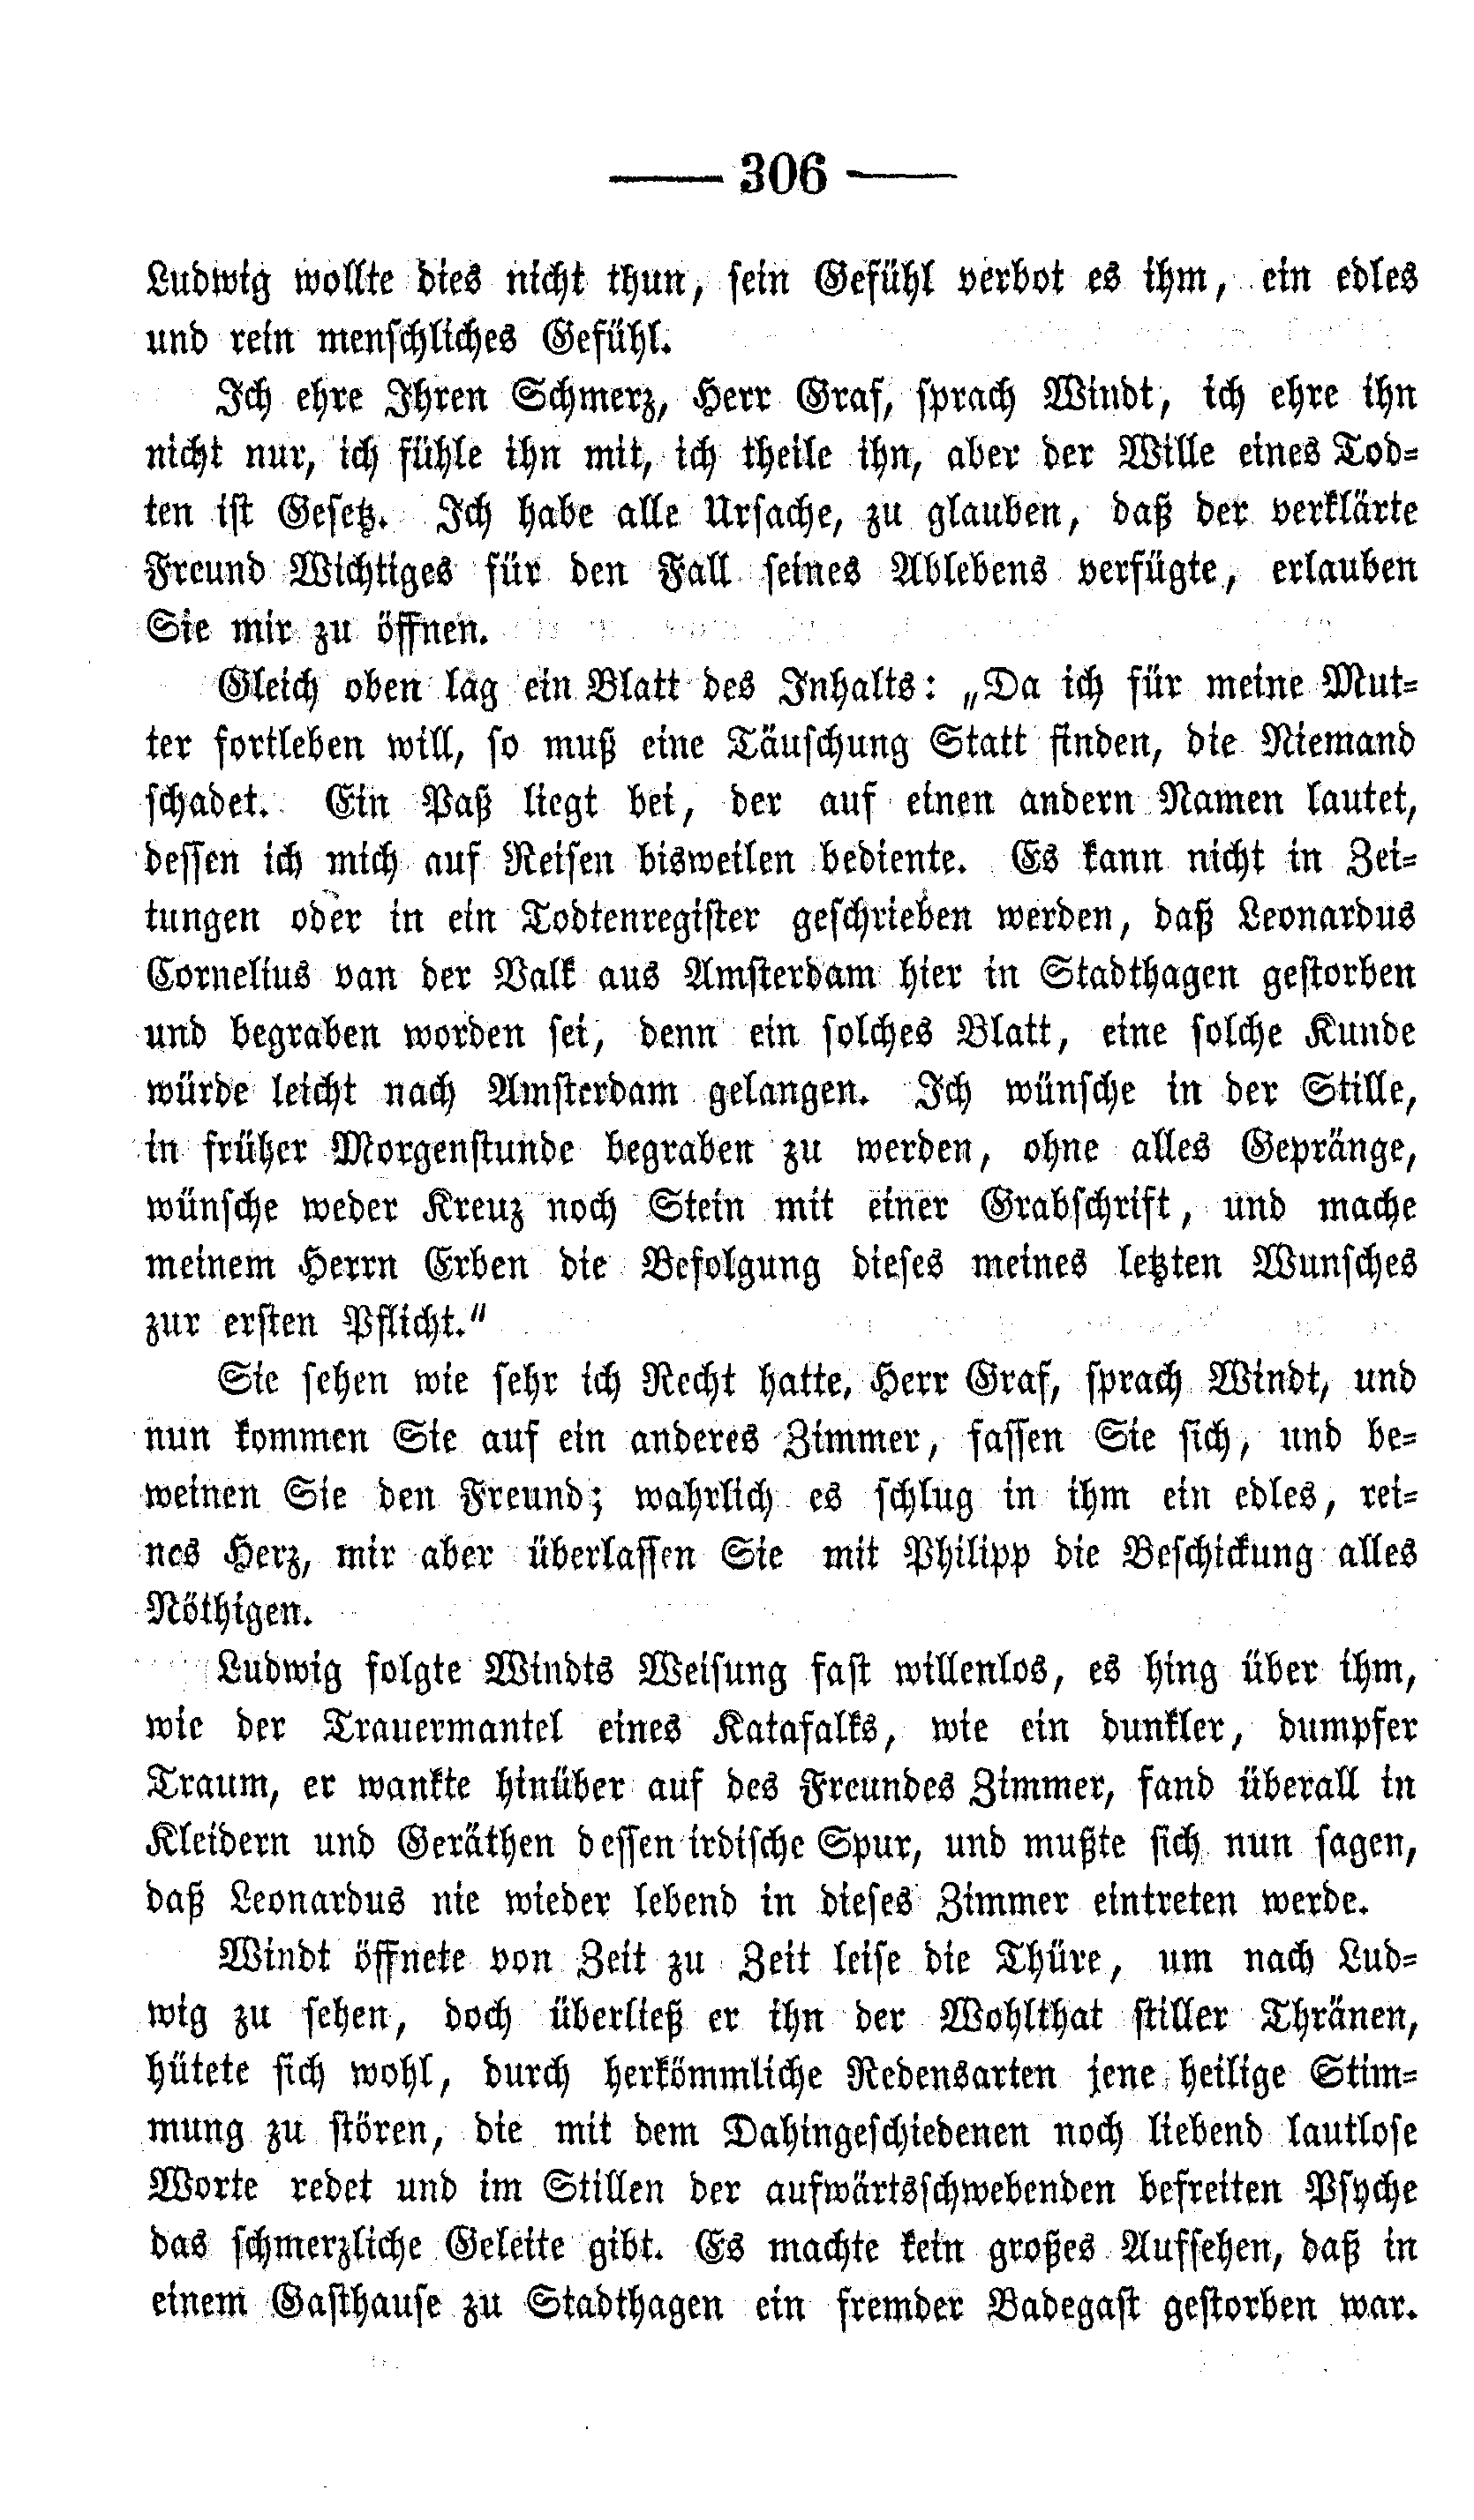 — 306 —
Ludwig wollte dies nicht thun, sein Gefühl verbot es ihm, ein edles
und rein menschliches Gefühl.
Ich ehre Ihren Schmerz, Herr Graf, sprach Windt, ich ehre ihn
nicht nur, ich fühle ihn mit, ich theile ihn, aber der Wille eines Tod-
ten ist Gesetz. Ich habe alle Ursache, zu glauben, daß der verklärte
Freund Wichtiges für den Fall seines Ablebens verfügte, erlauben
Sie mir zu öffnen.
Gleich oben lag ein Blatt des Inhalts: „Da ich für meine Mut-
ter fortleben will, so muß eine Täuschung Statt finden, die Niemand
schadet. Ein Paß liegt bei, der auf einen andern Namen lautet,
dessen ich mich auf Reisen bisweilen bediente. Es kann nicht in Zei-
tungen oder in ein Todtenregister geschrieben werden, daß Leonardus
Cornelius van der Valk aus Amsterdam hier in Stadthagen gestorben
und begraben worden sei, denn ein solches Blatt, eine solche Kunde
würde leicht nach Amsterdam gelangen. Ich wünsche in der Stille,
in früher Morgenstunde begraben zu werden, ohne alles Gepränge,
wünsche weder Kreuz noch Stein mit einer Grabschrift, und mache
meinem Herrn Erben die Befolgung dieses meines letzten Wunsches
zur ersten Pflicht.“
Sie sehen wie sehr ich Recht hatte, Herr Graf, sprach Windt, und
nun kommen Sie auf ein anderes Zimmer, fassen Sie sich, und be-
weinen Sie den Freund; wahrlich es schlug in ihm ein edles, rei-
nes Herz, mir aber überlassen Sie mit Philipp die Beschickung alles
Nöthigen.
Ludwig folgte Windts Weisung fast willenlos, es hing über ihm,
wie der Trauermantel eines Katafalks, wie ein dunkler, dumpfer
Traum, er wankte hinüber auf des Freundes Zimmer, fand überall in
Kleidern und Geräthen dessen irdische Spur, und mußte sich nun sagen,
daß Leonardus nie wieder lebend in dieses Zimmer eintreten werde.
Windt öffnete von Zeit zu Zeit leise die Thüre, um nach Lud-
wig zu sehen, doch überließ er ihn der Wohlthat stiller Thränen,
hütete sich wohl, durch herkömmliche Redensarten jene heilige Stim-
mung zu stören, die mit dem Dahingeschiedenen noch liebend lautlose
Worte redet und im Stillen der aufwärtsschwebenden befreiten Psyche
das schmerzliche Geleite gibt. Es machte kein großes Aufsehen, daß in
einem Gasthause zu Stadthagen ein fremder Badegast gestorben war.